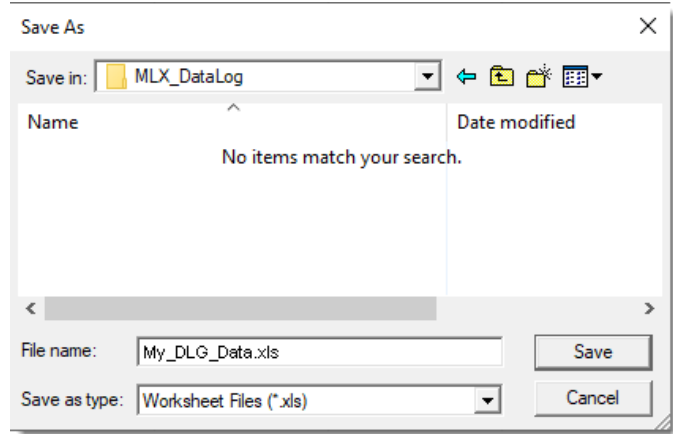 Save As
Save in: MLX_DataLog
Name Date modified
No items match your search.
File name: My_DLG_Data.xls Save
Save as type: Worksheet Files (*.xls) Cancel